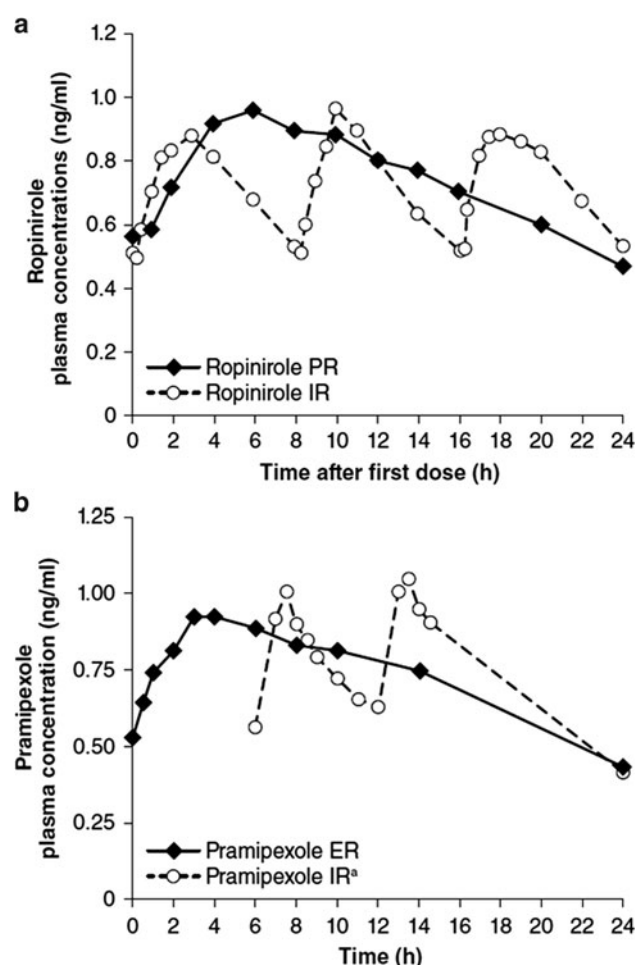 a
1.2
1.0
0.8
0.6
0.4
0.2
0
Ropinirole
plasma concentrations (ng/ml)
Ropinirole PR
Ropinirole IR
0 2 4 6 8 10 12 14 16 18 20 22 24
Time after first dose (h)
b
1.25
1.00
0.75
0.50
0.25
0
Pramipexole
plasma concentration (ng/ml)
Pramipexole ER
Pramipexole IRᵃ
0 2 4 6 8 10 12 14 16 18 20 22 24
Time (h)